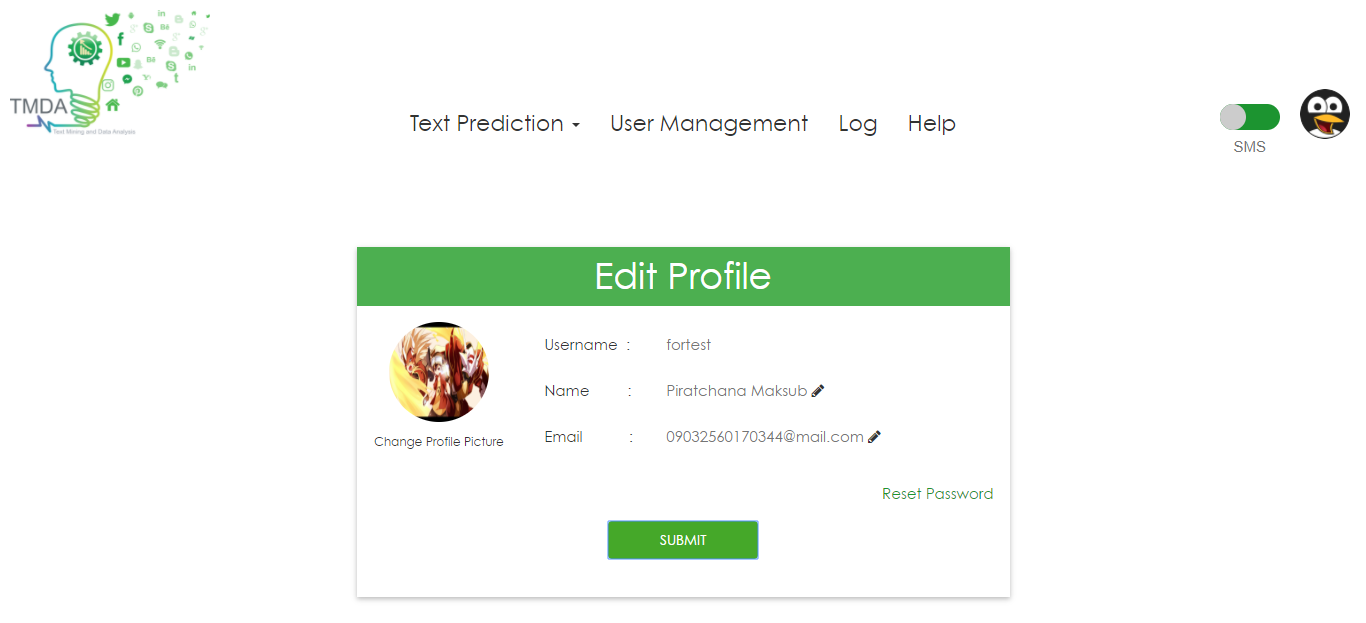 TMDA
Text Mining and Data Analysis
Text Prediction User Management Log Help
SMS
Edit Profile
Username : fortest
Name : Piratchana Maksub
Email : 09032560170344@mail.com
Change Profile Picture
Reset Password
SUBMIT